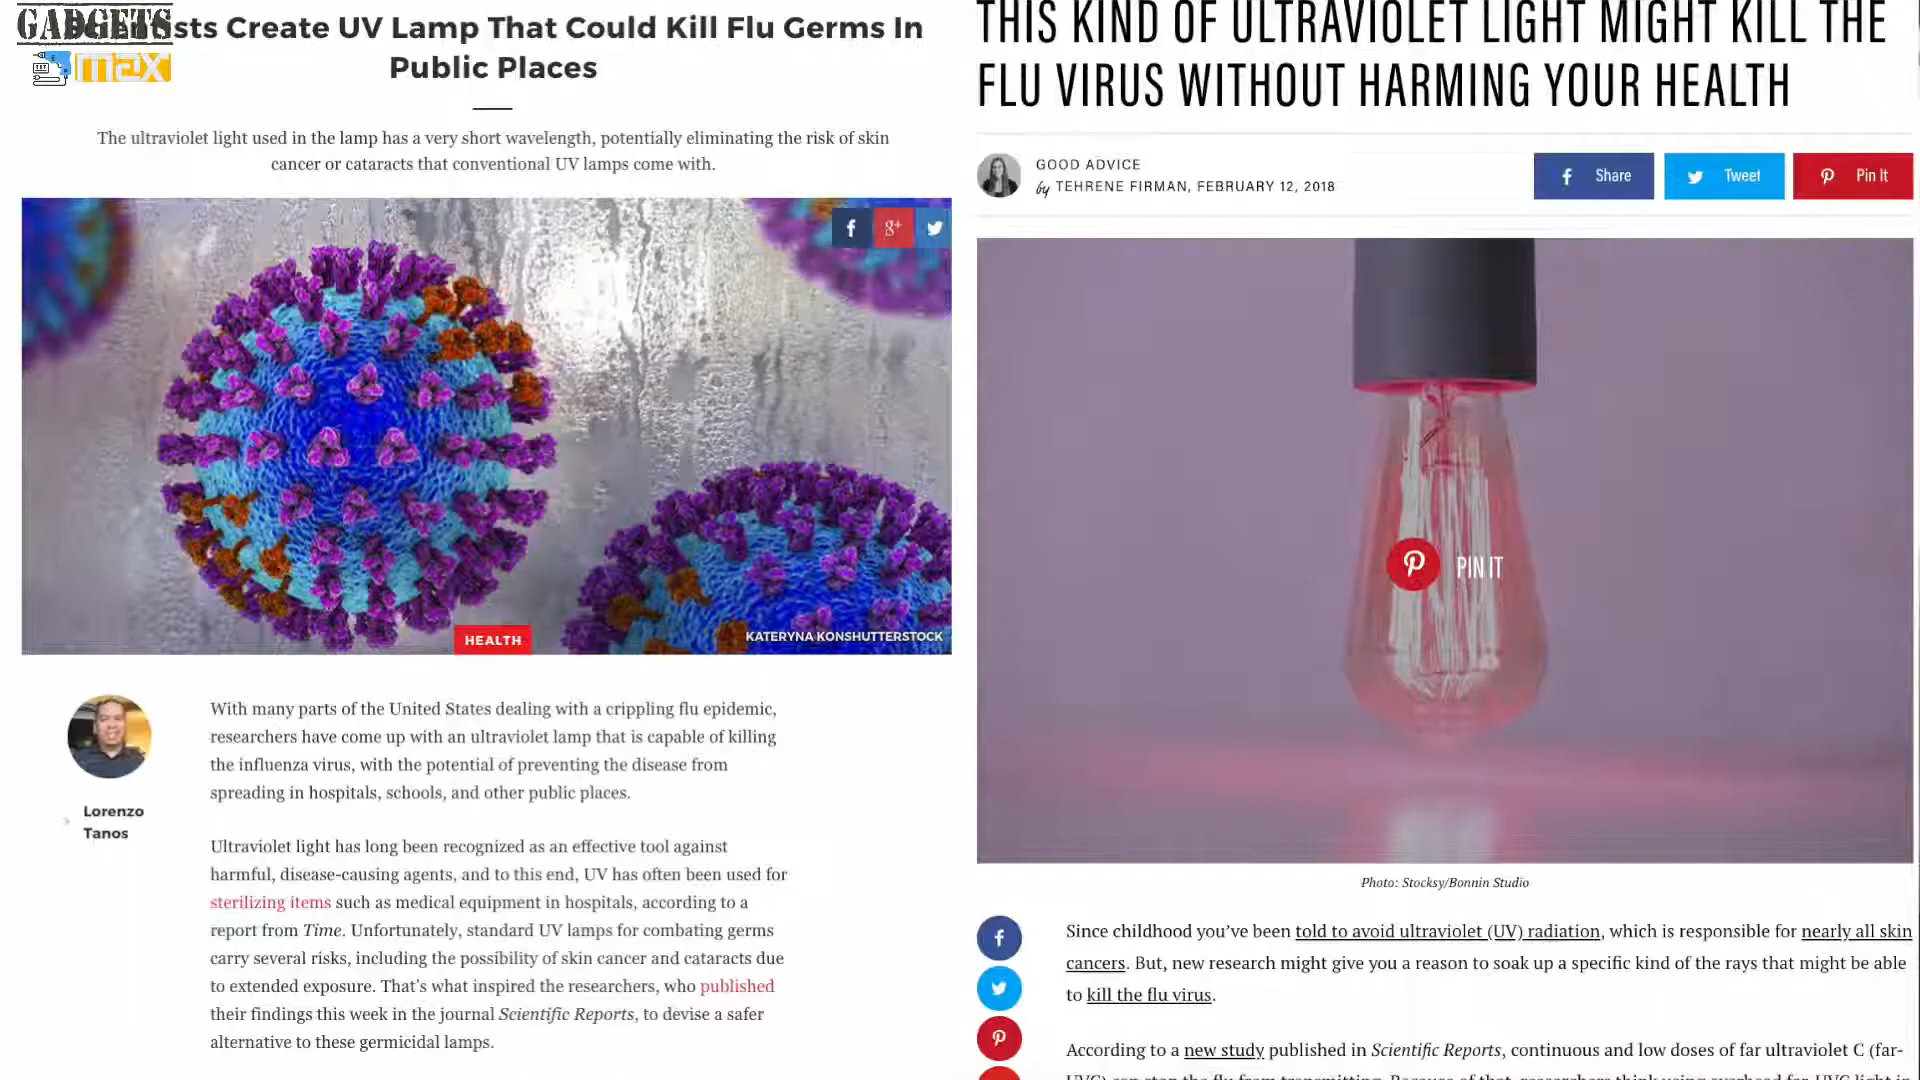 GADGETS
max
sts Create UV Lamp That Could Kill Flu Germs In
Public Places
The ultraviolet light used in the lamp has a very short wavelength, potentially eliminating the risk of skin
cancer or cataracts that conventional UV lamps come with.
f g+
HEALTH
KATERYNA KONSHUTTERSTOCK
Lorenzo
Tanos
With many parts of the United States dealing with a crippling flu epidemic,
researchers have come up with an ultraviolet lamp that is capable of killing
the influenza virus, with the potential of preventing the disease from
spreading in hospitals, schools, and other public places.
Ultraviolet light has long been recognized as an effective tool against
harmful, disease-causing agents, and to this end, UV has often been used for
sterilizing items such as medical equipment in hospitals, according to a
report from Time. Unfortunately, standard UV lamps for combating germs
carry several risks, including the possibility of skin cancer and cataracts due
to extended exposure. That's what inspired the researchers, who published
their findings this week in the journal Scientific Reports, to devise a safer
alternative to these germicidal lamps.
THIS KIND OF ULTRAVIOLET LIGHT MIGHT KILL THE
FLU VIRUS WITHOUT HARMING YOUR HEALTH
GOOD ADVICE
by TEHRENE FIRMAN, FEBRUARY 12, 2018
Share Tweet Pin It
PIN IT
Photo: Stocksy/Bonnin Studio
Since childhood you've been told to avoid ultraviolet (UV) radiation, which is responsible for nearly all skin
cancers. But, new research might give you a reason to soak up a specific kind of the rays that might be able
to kill the flu virus.
According to a new study published in Scientific Reports, continuous and low doses of far ultraviolet C (far-